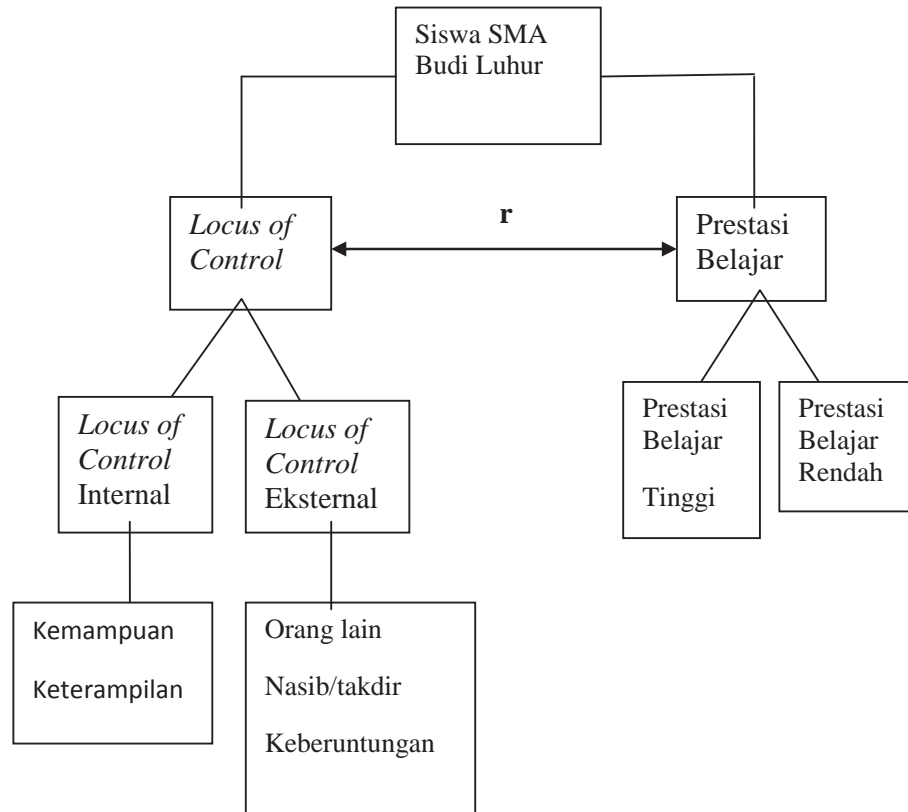 Siswa SMA
Budi Luhur
r
Locus of
Control
Prestasi
Belajar
Locus of
Control
Internal
Locus of
Control
Eksternal
Prestasi
Belajar
Tinggi
Prestasi
Belajar
Rendah
Kemampuan
Keterampilan
Orang lain
Nasib/takdir
Keberuntungan